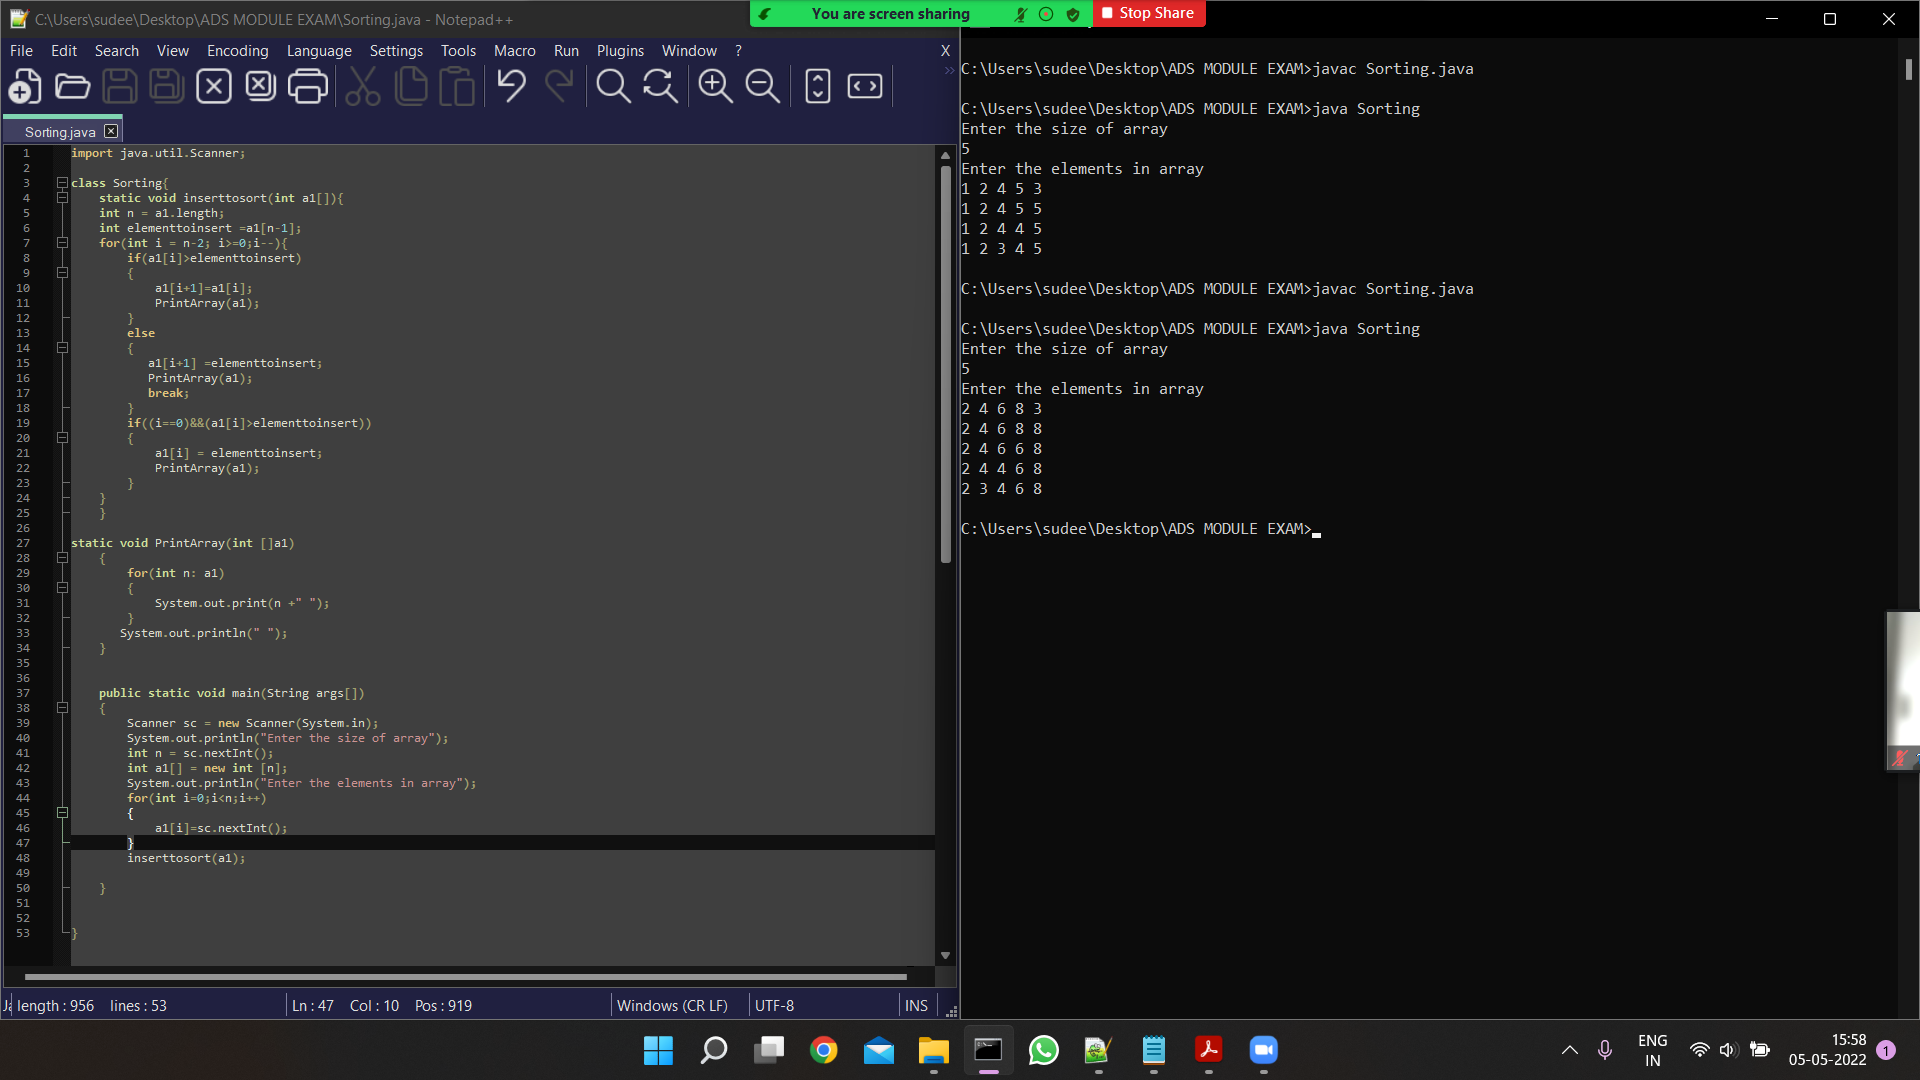 C:\Users\sudee\Desktop\ADS MODULE EXAM\Sorting.java - Notepad++
You are screen sharing
Stop Share
File Edit Search View Encoding Language Settings Tools Macro Run Plugins Window ? X
Sorting.java
1 import java.util.Scanner;
2
3 class Sorting{
4 static void inserttosort(int a1[]){
5 int n = a1.length;
6 int elementtoinsert =a1[n-1];
7 for(int i = n-2; i>=0;i--){
8 if(a1[i]>elementtoinsert)
9 {
10 a1[i+1]=a1[i];
11 PrintArray(a1);
12 }
13 else
14 {
15 a1[i+1] =elementtoinsert;
16 PrintArray(a1);
17 break;
18 }
19 if((i==0)&&(a1[i]>elementtoinsert))
20 {
21 a1[i] = elementtoinsert;
22 PrintArray(a1);
23 }
24 }
25 }
26
27 static void PrintArray(int []a1)
28 {
29 for(int n: a1)
30 {
31 System.out.print(n +" ");
32 }
33 System.out.println(" ");
34 }
35
36
37 public static void main(String args[])
38 {
39 Scanner sc = new Scanner(System.in);
40 System.out.println("Enter the size of array");
41 int n = sc.nextInt();
42 int a1[] = new int [n];
43 System.out.println("Enter the elements in array");
44 for(int i=0;i<n;i++)
45 {
46 a1[i]=sc.nextInt();
47 }
48 inserttosort(a1);
49
50 }
51
52
53 }
length : 956 lines : 53 Ln : 47 Col : 10 Pos : 919 Windows (CR LF) UTF-8 INS
C:\Users\sudee\Desktop\ADS MODULE EXAM>javac Sorting.java
C:\Users\sudee\Desktop\ADS MODULE EXAM>java Sorting
Enter the size of array
5
Enter the elements in array
1 2 4 5 3
1 2 4 5 5
1 2 4 4 5
1 2 3 4 5
C:\Users\sudee\Desktop\ADS MODULE EXAM>javac Sorting.java
C:\Users\sudee\Desktop\ADS MODULE EXAM>java Sorting
Enter the size of array
5
Enter the elements in array
2 4 6 8 3
2 4 6 8 8
2 4 6 6 8
2 4 4 6 8
2 3 4 6 8
C:\Users\sudee\Desktop\ADS MODULE EXAM>
ENG
IN
15:58
05-05-2022
1